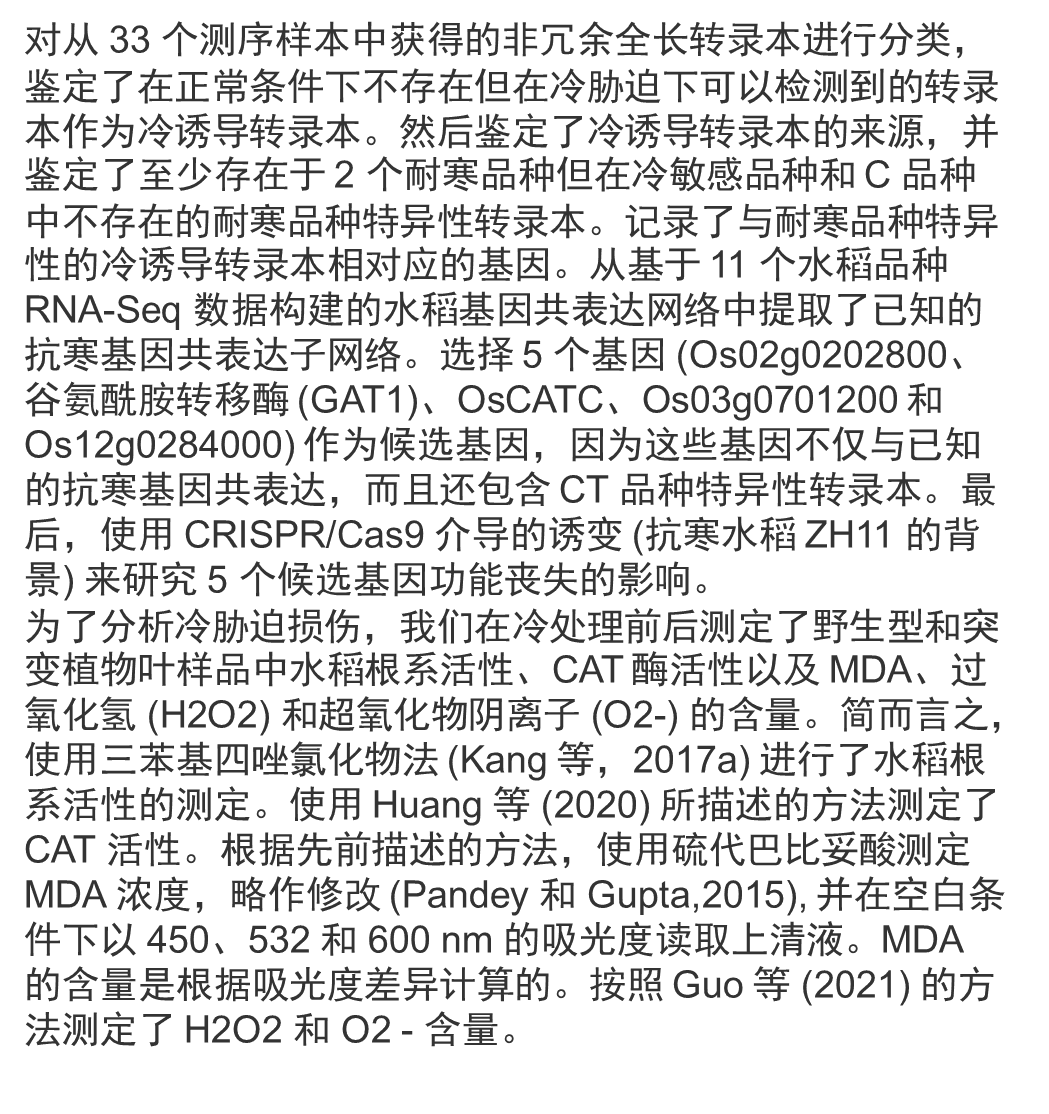 对从 33 个测序样本中获得的非冗余全长转录本进行分类，
鉴定了在正常条件下不存在但在冷胁迫下可以检测到的转录
本作为冷诱导转录本。然后鉴定了冷诱导转录本的来源，并
鉴定了至少存在于 2 个耐寒品种但在冷敏感品种和 C 品种
中不存在的耐寒品种特异性转录本。记录了与耐寒品种特异
性的冷诱导转录本相对应的基因。从基于 11 个水稻品种
RNA-Seq 数据构建的水稻基因共表达网络中提取了已知的
抗寒基因共表达子网络。选择 5 个基因 (Os02g0202800、
谷氨酰胺转移酶 (GAT1)、OsCATC、Os03g0701200 和
Os12g0284000) 作为候选基因，因为这些基因不仅与已知
的抗寒基因共表达，而且还包含 CT 品种特异性转录本。最
后，使用 CRISPR/Cas9 介导的诱变 (抗寒水稻 ZH11 的背
景) 来研究 5 个候选基因功能丧失的影响。
为了分析冷胁迫损伤，我们在冷处理前后测定了野生型和突
变植物叶样品中水稻根系活性、CAT 酶活性以及 MDA、过
氧化氢 (H2O2) 和超氧化物阴离子 (O2-) 的含量。简而言之，
使用三苯基四唑氯化物法 (Kang 等，2017a) 进行了水稻根
系活性的测定。使用 Huang 等 (2020) 所描述的方法测定了
CAT 活性。根据先前描述的方法，使用硫代巴比妥酸测定
MDA 浓度，略作修改 (Pandey 和 Gupta,2015), 并在空白条
件下以 450、532 和 600 nm 的吸光度读取上清液。MDA
的含量是根据吸光度差异计算的。按照 Guo 等 (2021) 的方
法测定了 H2O2 和 O2 - 含量。